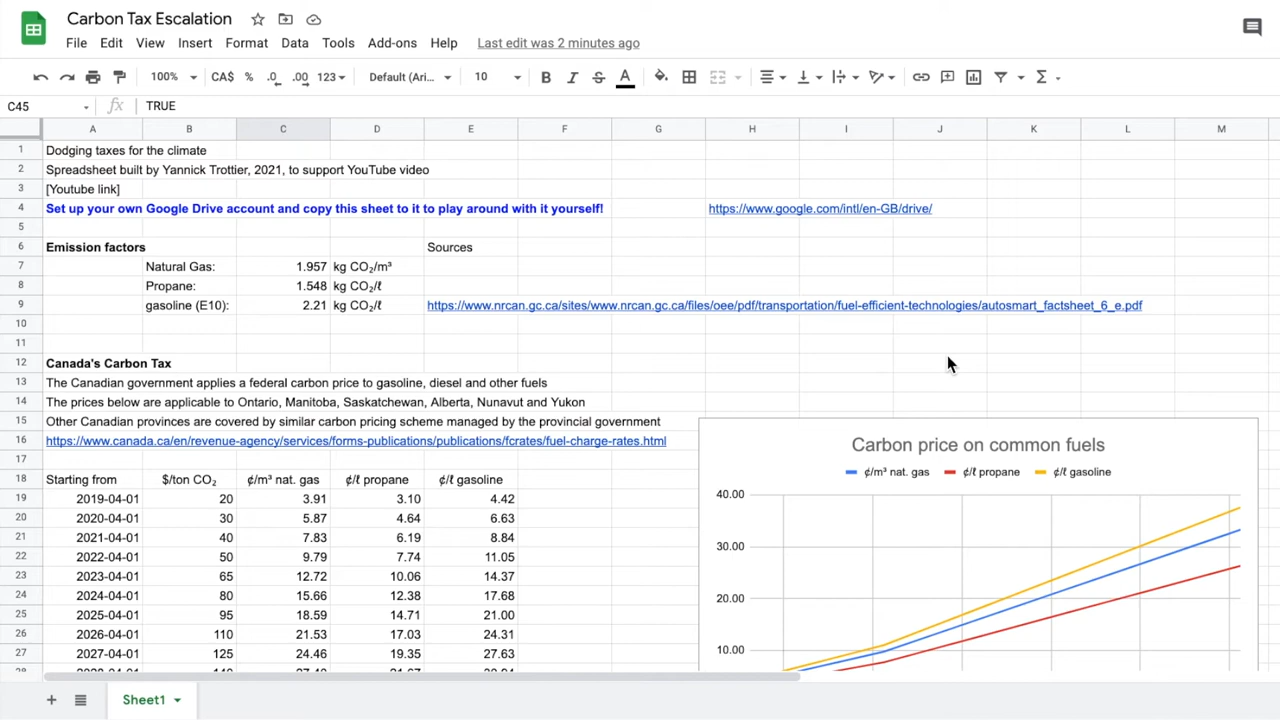 Carbon Tax Escalation
File Edit View Insert Format Data Tools Add-ons Help Last edit was 2 minutes ago
100% CA$ % .0 .00 123 Default (Ari... 10 B I S A Σ
C45 fx TRUE
A B C D E F G H I J K L M
1 Dodging taxes for the climate
2 Spreadsheet built by Yannick Trottier, 2021, to support YouTube video
3 [Youtube link]
4 Set up your own Google Drive account and copy this sheet to it to play around with it yourself! https://www.google.com/intl/en-GB/drive/
5
6 Emission factors Sources
7 Natural Gas: 1.957 kg CO₂/m³
8 Propane: 1.548 kg CO₂/ℓ
9 gasoline (E10): 2.21 kg CO₂/ℓ https://www.nrcan.gc.ca/sites/www.nrcan.gc.ca/files/oee/pdf/transportation/fuel-efficient-technologies/autosmart_factsheet_6_e.pdf
10
11
12 Canada's Carbon Tax
13 The Canadian government applies a federal carbon price to gasoline, diesel and other fuels
14 The prices below are applicable to Ontario, Manitoba, Saskatchewan, Alberta, Nunavut and Yukon
15 Other Canadian provinces are covered by similar carbon pricing scheme managed by the provincial government
16 https://www.canada.ca/en/revenue-agency/services/forms-publications/publications/fcrates/fuel-charge-rates.html
17
18 Starting from $/ton CO₂ ¢/m³ nat. gas ¢/ℓ propane ¢/ℓ gasoline
19 2019-04-01 20 3.91 3.10 4.42
20 2020-04-01 30 5.87 4.64 6.63
21 2021-04-01 40 7.83 6.19 8.84
22 2022-04-01 50 9.79 7.74 11.05
23 2023-04-01 65 12.72 10.06 14.37
24 2024-04-01 80 15.66 12.38 17.68
25 2025-04-01 95 18.59 14.71 21.00
26 2026-04-01 110 21.53 17.03 24.31
27 2027-04-01 125 24.46 19.35 27.63
Carbon price on common fuels
¢/m³ nat. gas ¢/ℓ propane ¢/ℓ gasoline
40.00
30.00
20.00
10.00
Sheet1